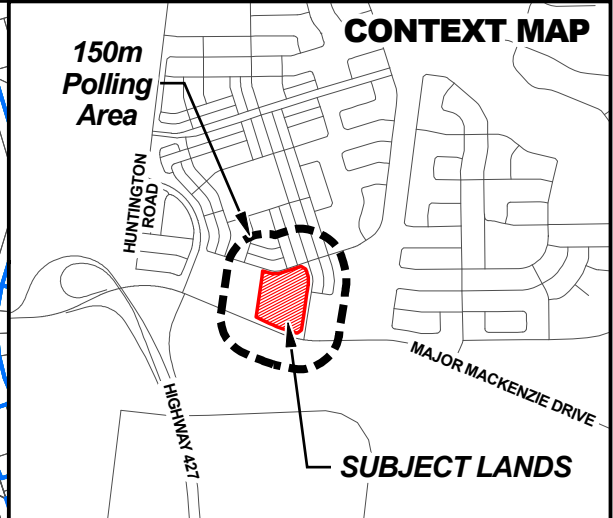 CONTEXT MAP
150m
Polling
Area
HUNTINGTON
ROAD
MAJOR MACKENZIE DRIVE
HIGHWAY 427
SUBJECT LANDS